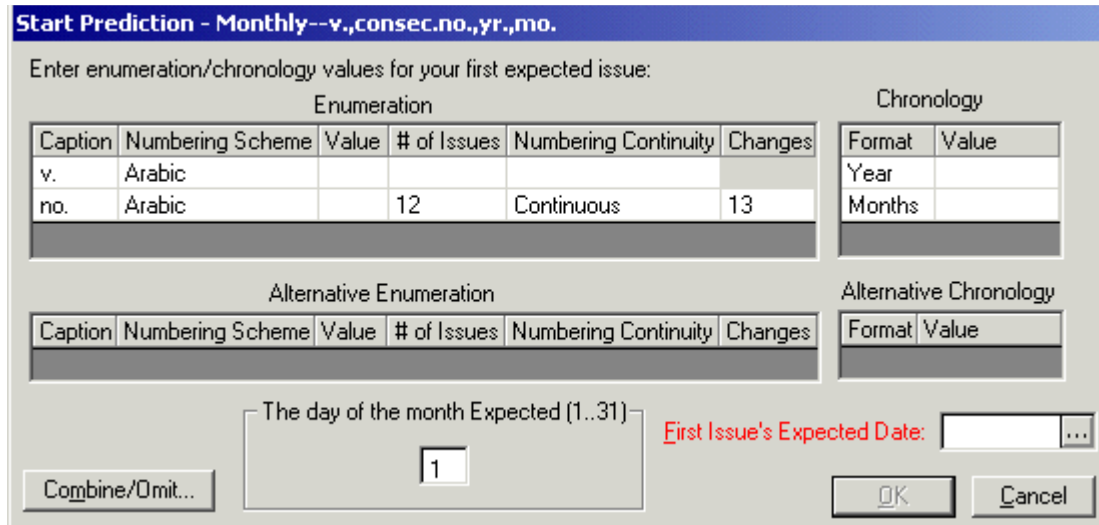 Start Prediction - Monthly--v.,consec.no.,yr.,mo.
Enter enumeration/chronology values for your first expected issue:
Enumeration
Chronology
Caption Numbering Scheme Value # of Issues Numbering Continuity Changes
Format Value
v. Arabic
Year
no. Arabic 12 Continuous 13
Months
Alternative Enumeration
Alternative Chronology
Caption Numbering Scheme Value # of Issues Numbering Continuity Changes
Format Value
The day of the month Expected (1..31)
First Issue's Expected Date: ...
1
Combine/Omit...
OK Cancel